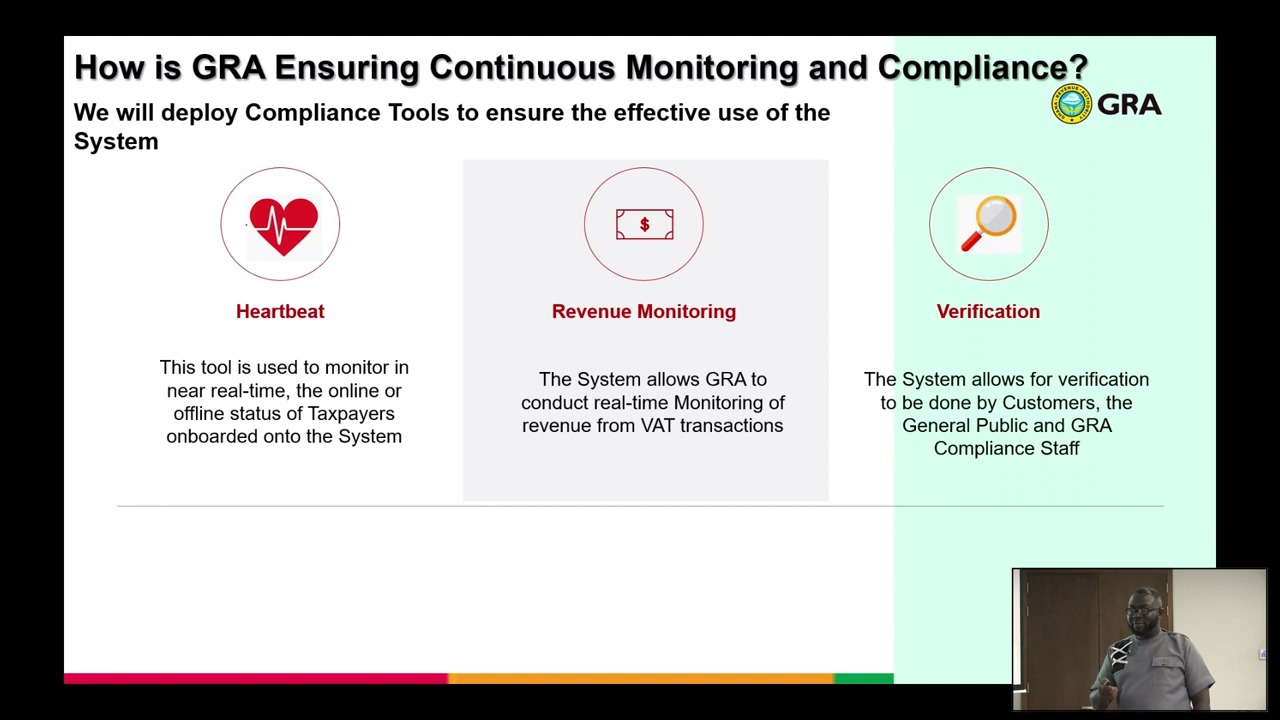 How is GRA Ensuring Continuous Monitoring and Compliance?
We will deploy Compliance Tools to ensure the effective use of the
System
GRA
$
Heartbeat
This tool is used to monitor in
near real-time, the online or
offline status of Taxpayers
onboarded onto the System
Revenue Monitoring
The System allows GRA to
conduct real-time Monitoring of
revenue from VAT transactions
Verification
The System allows for verification
to be done by Customers, the
General Public and GRA
Compliance Staff